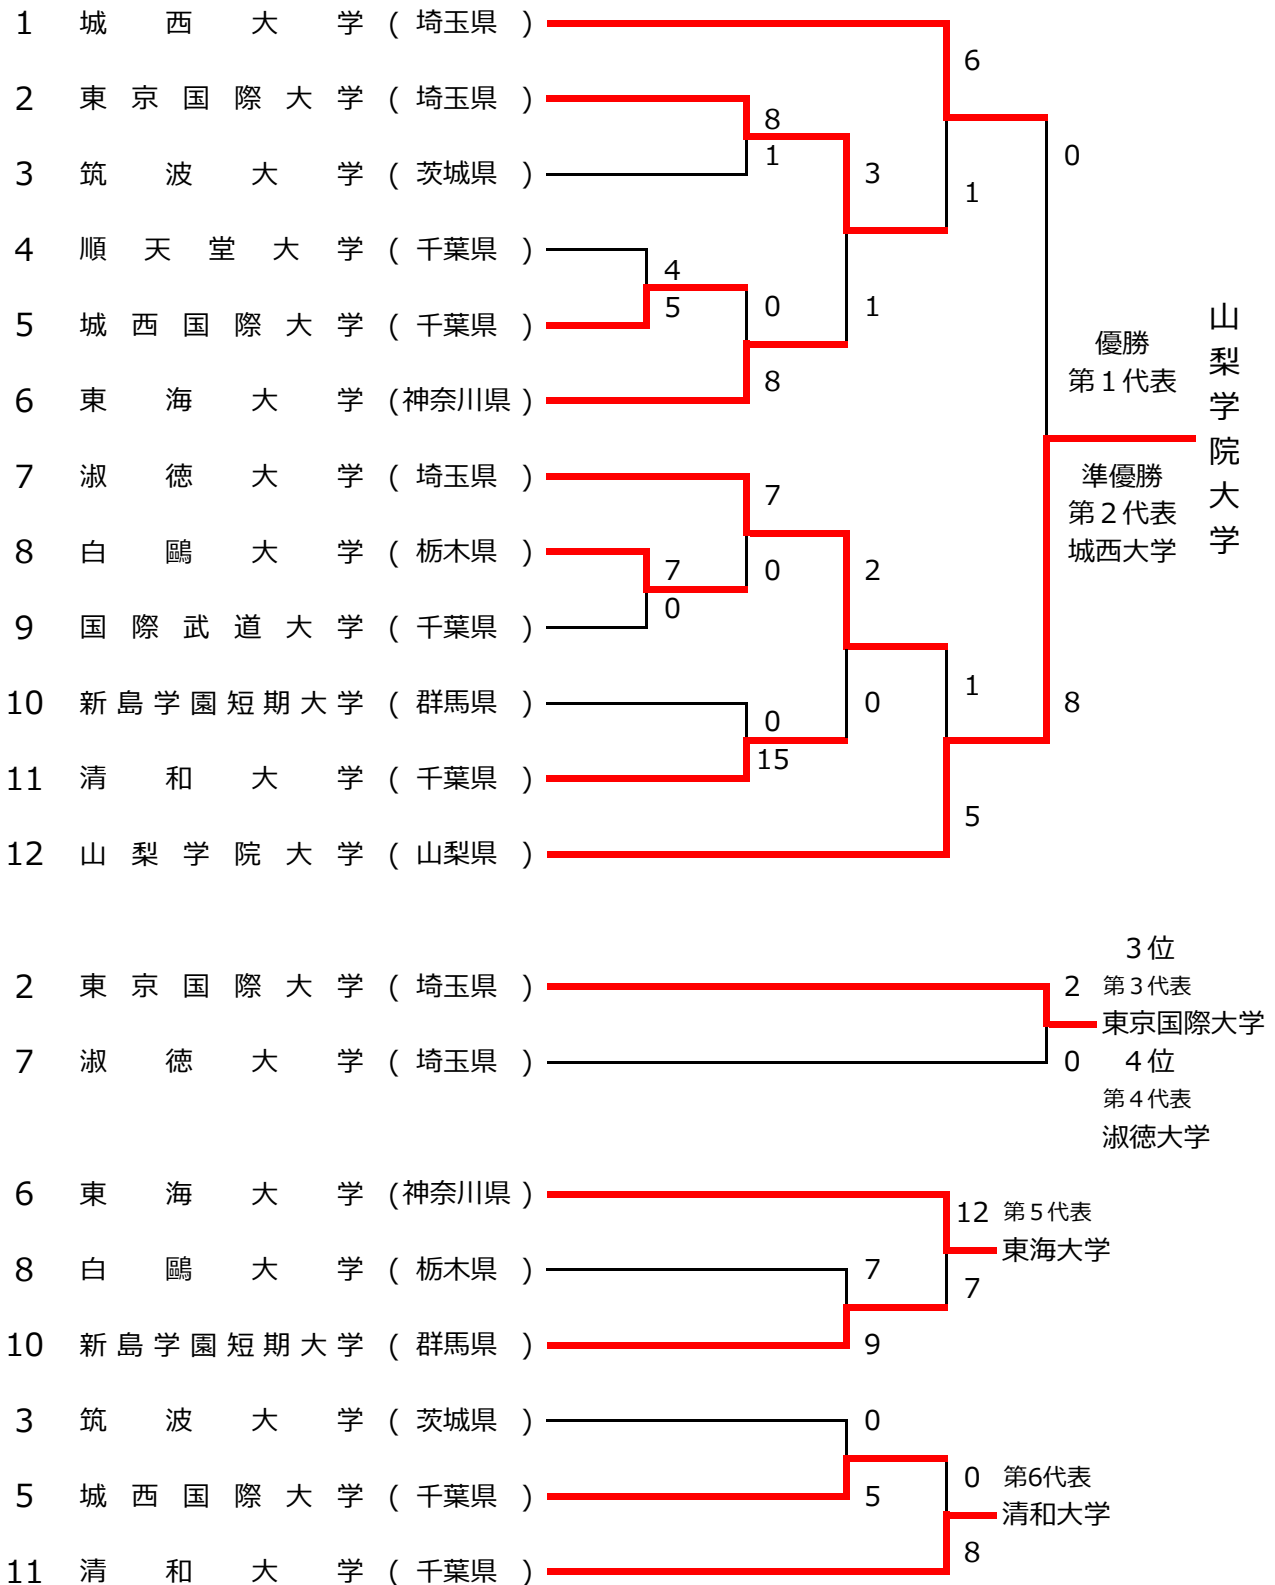 1 城西大学 ( 埼玉県 )
6
2 東京国際大学 ( 埼玉県 )
8
1
0
3 筑波大学 ( 茨城県 )
3
1
4 順天堂大学 ( 千葉県 )
4
5
0
1
5 城西国際大学 ( 千葉県 )
8
6 東海大学 (神奈川県 )
優勝
第１代表
山梨学院大学
準優勝
第２代表
城西大学
7 淑徳大学 ( 埼玉県 )
7
8 白鷗大学 ( 栃木県 )
7
0
0
2
9 国際武道大学 ( 千葉県 )
1
10 新島学園短期大学 ( 群馬県 )
0
15
0
8
11 清和大学 ( 千葉県 )
5
12 山梨学院大学 ( 山梨県 )
３位
2 東京国際大学 ( 埼玉県 )
2 第３代表
東京国際大学
7 淑徳大学 ( 埼玉県 )
0 ４位
第４代表
淑徳大学
6 東海大学 (神奈川県 )
12 第５代表
東海大学
8 白鷗大学 ( 栃木県 )
7
7
10 新島学園短期大学 ( 群馬県 )
9
3 筑波大学 ( 茨城県 )
0
0 第6代表
5 城西国際大学 ( 千葉県 )
5
清和大学
8
11 清和大学 ( 千葉県 )